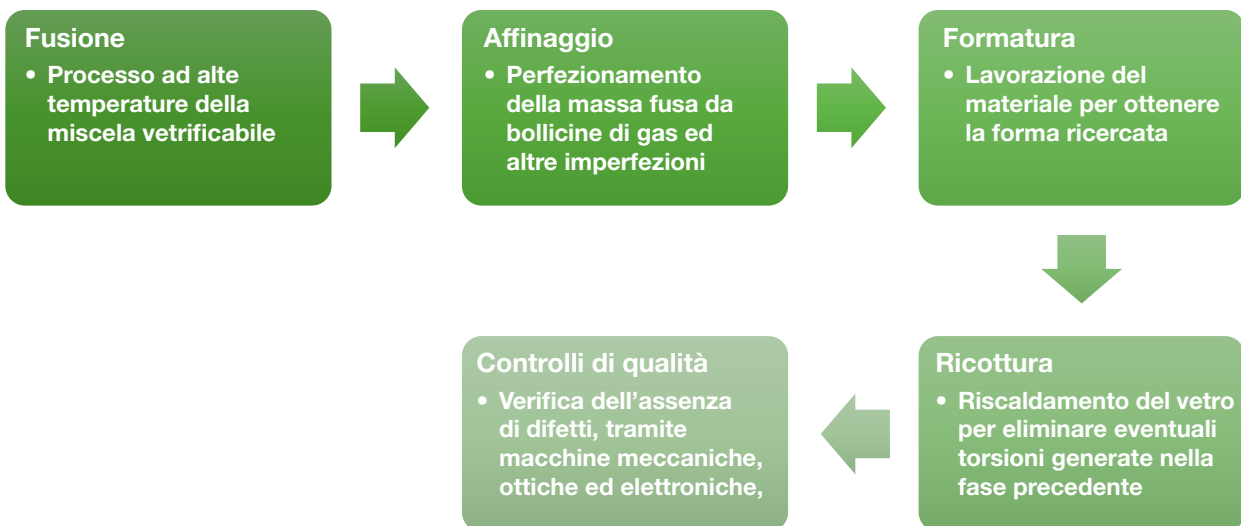 Fusione
• Processo ad alte
temperature della
miscela vetrificabile
Affinaggio
• Perfezionamento
della massa fusa da
bollicine di gas ed
altre imperfezioni
Formatura
• Lavorazione del
materiale per ottenere
la forma ricercata
Ricottura
• Riscaldamento del vetro
per eliminare eventuali
torsioni generate nella
fase precedente
Controlli di qualità
• Verifica dell’assenza
di difetti, tramite
macchine meccaniche,
ottiche ed elettroniche,